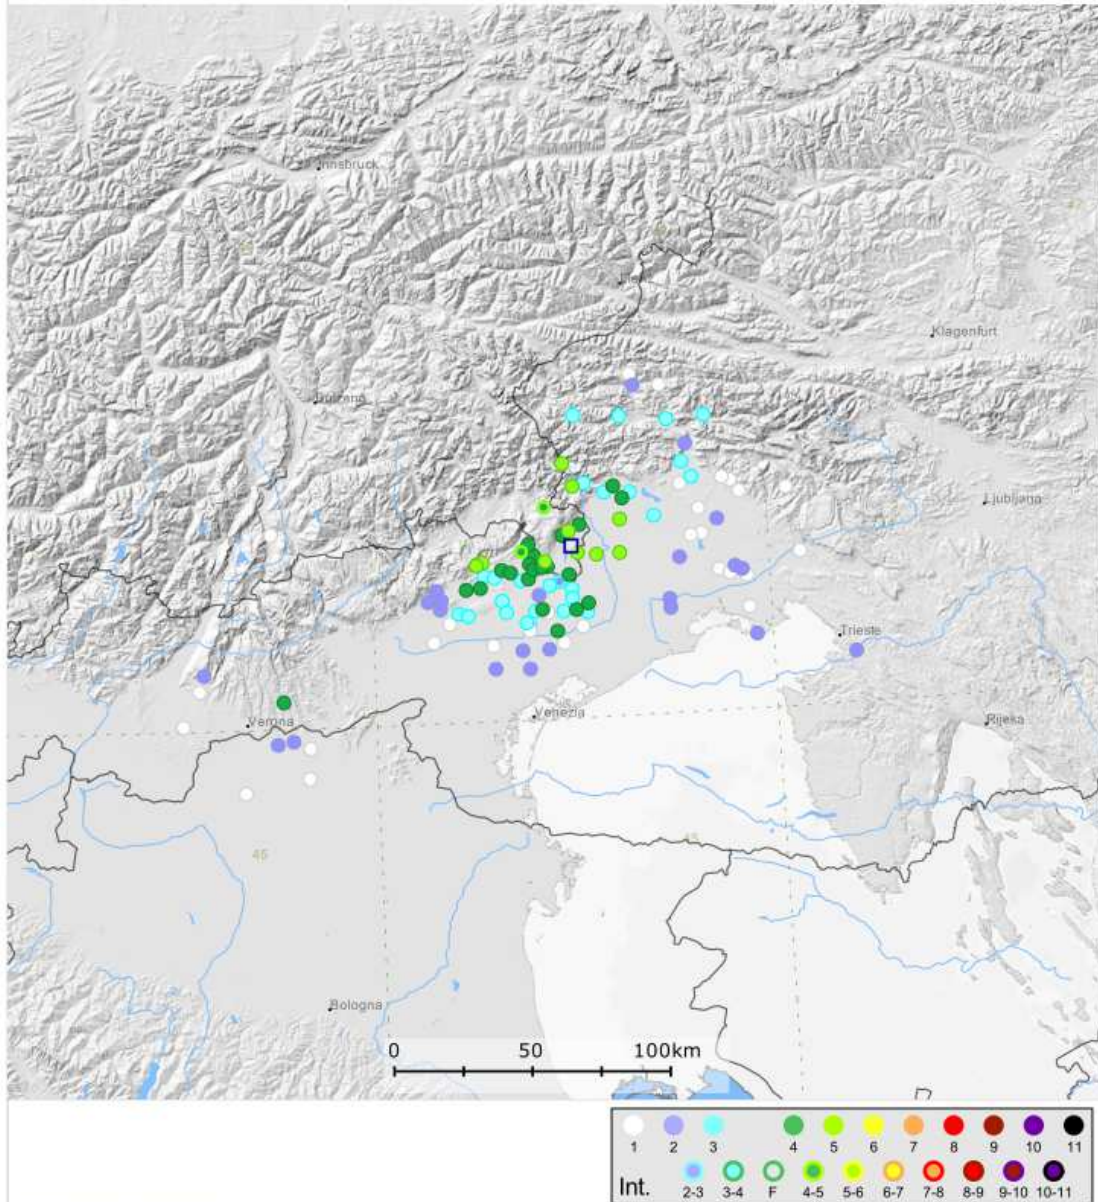 Innsbruck
Klagenfurt
Bolzano
Ljubljana
Trieste
Venezia
Verona
Rijeka
45
45
Bologna
0 50 100km
1 2 3 4 5 6 7 8 9 10 11
Int. 2-3 3-4 F 4-5 5-6 6-7 7-8 8-9 9-10 10-11